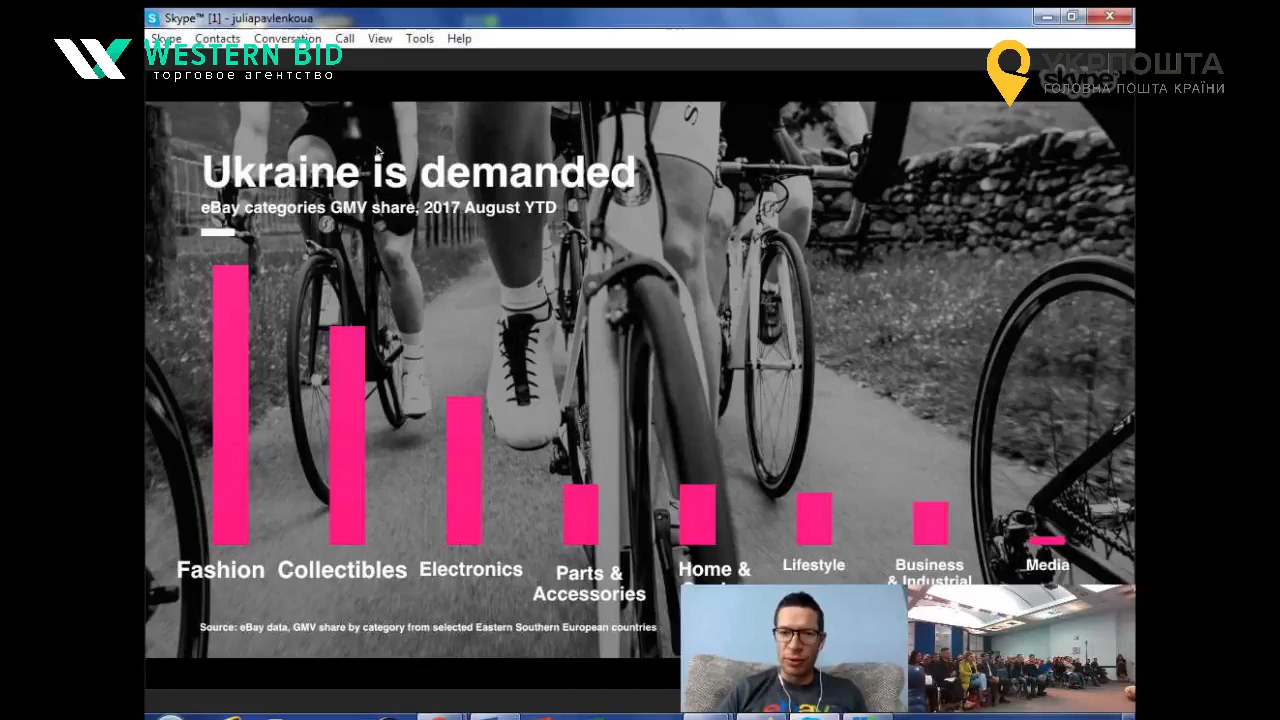 Skype™ [1] - juliapavlenkoua
Skype Contacts Conversation Call View Tools Help
WESTERN BID
торговое агентство
УКРПОШТА
ГОЛОВНА ПОШТА КРАЇНИ
skype
Ukraine is demanded
eBay categories GMV share, 2017 August YTD
Fashion
Collectibles
Electronics
Parts &
Accessories
Home &
Lifestyle
Business
& Industrial
Media
Source: eBay data, GMV share by category from selected Eastern Southern European countries
ebay